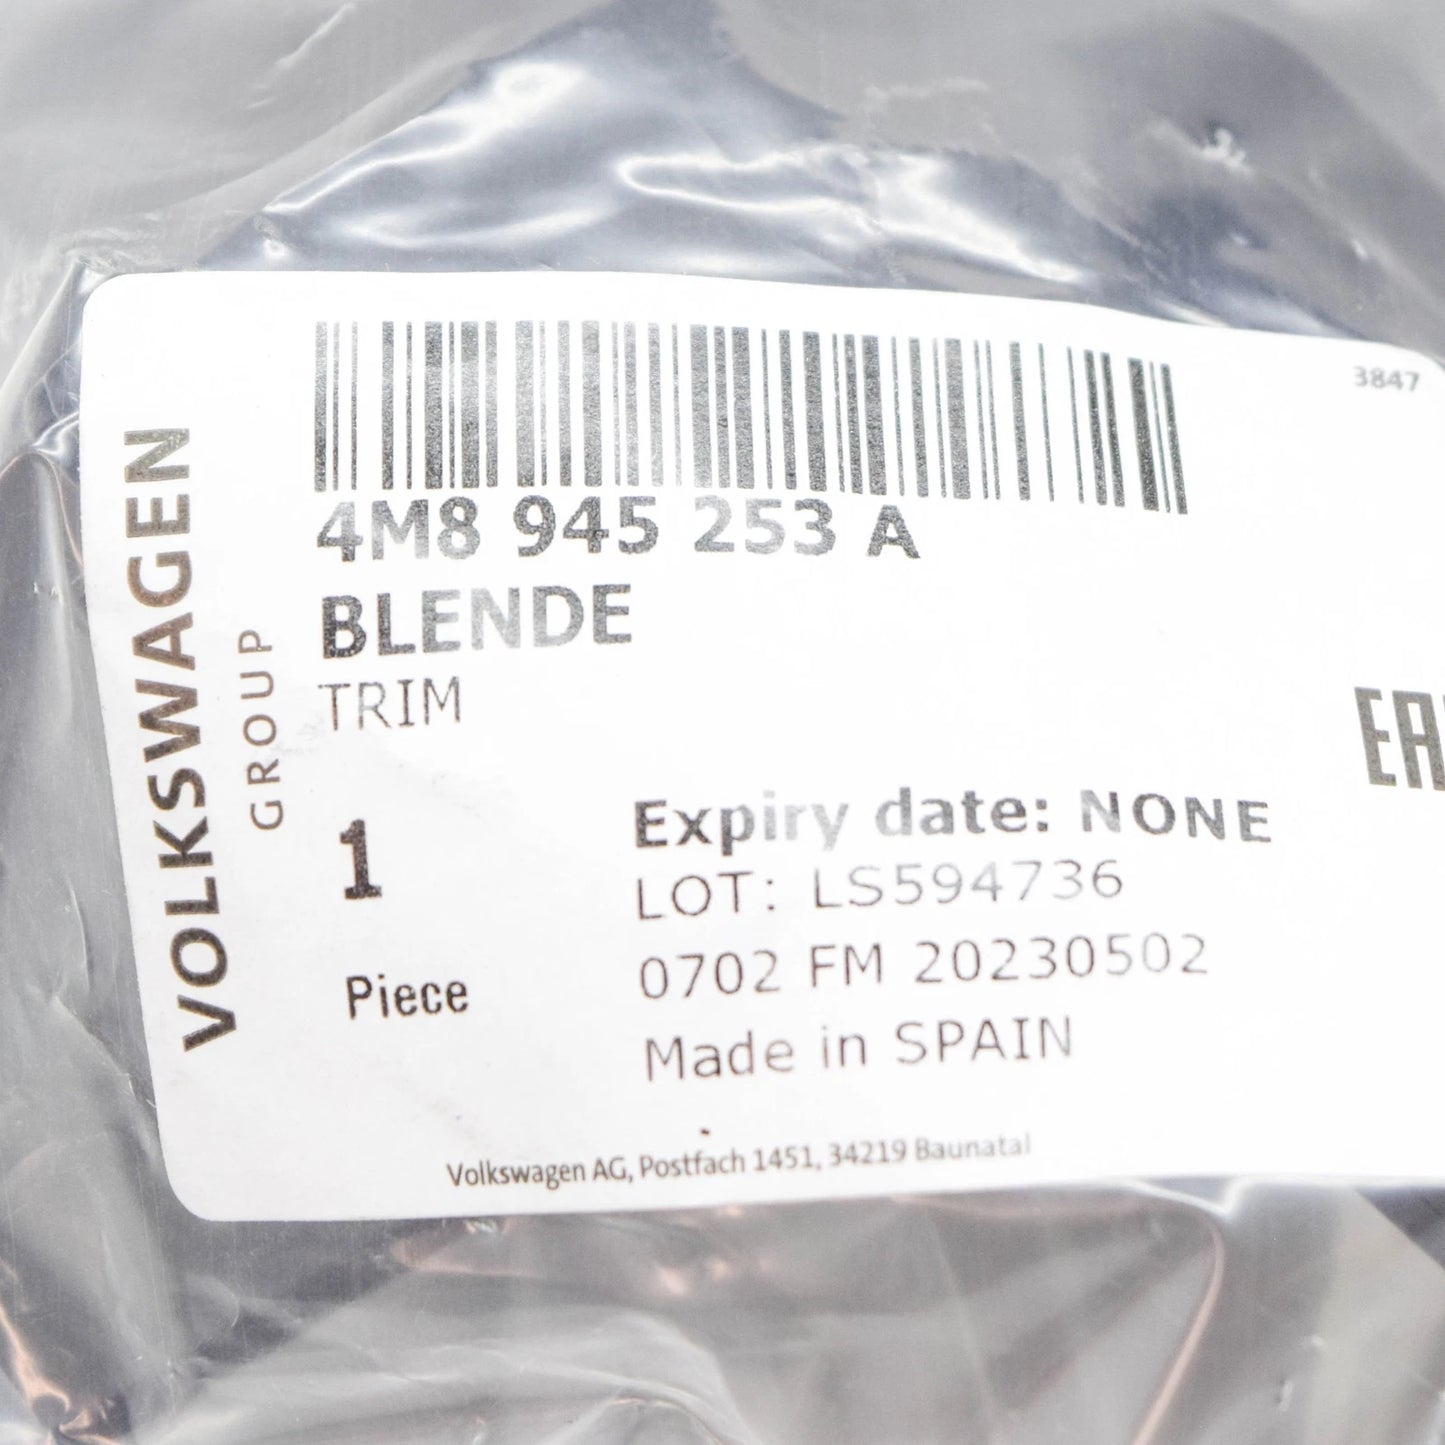 3847
4M8 945 253 A
BLENDE
TRIM
VOLKSWAGEN
GROUP
1
Piece
Expiry date: NONE
LOT: LS594736
0702 FM 20230502
Made in SPAIN
EA
Volkswagen AG, Postfach 1451, 34219 Baunatal